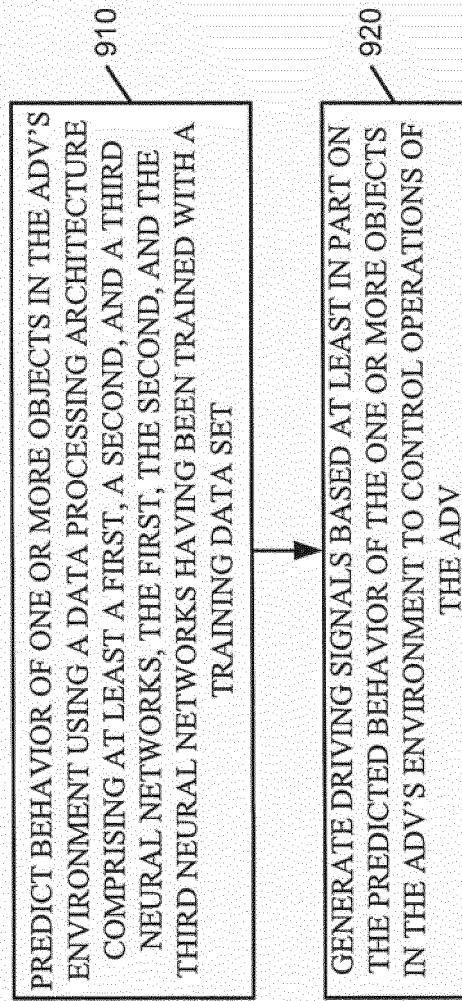 PREDICT BEHAVIOR OF ONE OR MORE OBJECTS IN THE ADV'S
ENVIRONMENT USING A DATA PROCESSING ARCHITECTURE
COMPRISING AT LEAST A FIRST, A SECOND, AND A THIRD
NEURAL NETWORKS, THE FIRST, THE SECOND, AND THE
THIRD NEURAL NETWORKS HAVING BEEN TRAINED WITH A
TRAINING DATA SET
910
GENERATE DRIVING SIGNALS BASED AT LEAST IN PART ON
THE PREDICTED BEHAVIOR OF THE ONE OR MORE OBJECTS
IN THE ADV'S ENVIRONMENT TO CONTROL OPERATIONS OF
THE ADV
920